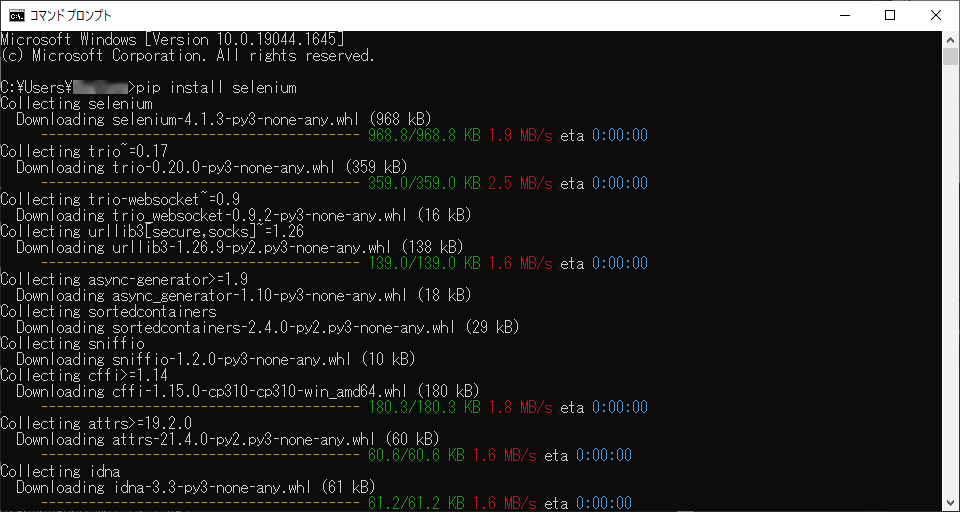 コマンドプロンプト
Microsoft Windows [Version 10.0.19044.1645]
(c) Microsoft Corporation. All rights reserved.
C:¥Users¥ >pip install selenium
Collecting selenium
Downloading selenium-4.1.3-py3-none-any.whl (968 kB)
---------------------------------------- 968.8/968.8 KB 1.9 MB/s eta 0:00:00
Collecting trio~=0.17
Downloading trio-0.20.0-py3-none-any.whl (359 kB)
---------------------------------------- 359.0/359.0 KB 2.5 MB/s eta 0:00:00
Collecting trio-websocket~=0.9
Downloading trio_websocket-0.9.2-py3-none-any.whl (16 kB)
Collecting urllib3[secure,socks]~=1.26
Downloading urllib3-1.26.9-py2.py3-none-any.whl (138 kB)
---------------------------------------- 139.0/139.0 KB 1.6 MB/s eta 0:00:00
Collecting async-generator>=1.9
Downloading async_generator-1.10-py3-none-any.whl (18 kB)
Collecting sortedcontainers
Downloading sortedcontainers-2.4.0-py2.py3-none-any.whl (29 kB)
Collecting sniffio
Downloading sniffio-1.2.0-py3-none-any.whl (10 kB)
Collecting cffi>=1.14
Downloading cffi-1.15.0-cp310-cp310-win_amd64.whl (180 kB)
---------------------------------------- 180.3/180.3 KB 1.8 MB/s eta 0:00:00
Collecting attrs>=19.2.0
Downloading attrs-21.4.0-py2.py3-none-any.whl (60 kB)
---------------------------------------- 60.6/60.6 KB 1.6 MB/s eta 0:00:00
Collecting idna
Downloading idna-3.3-py3-none-any.whl (61 kB)
---------------------------------------- 61.2/61.2 KB 1.6 MB/s eta 0:00:00